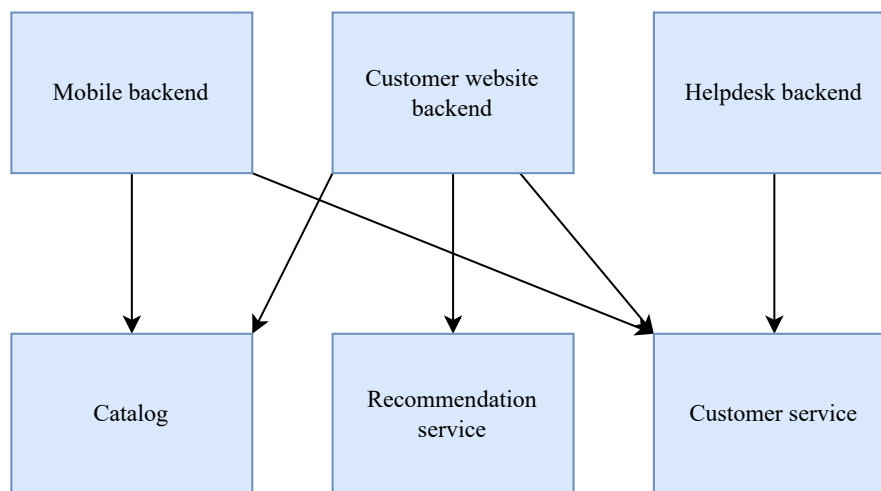 Mobile backend
Customer website
backend
Helpdesk backend
Catalog
Recommendation
service
Customer service